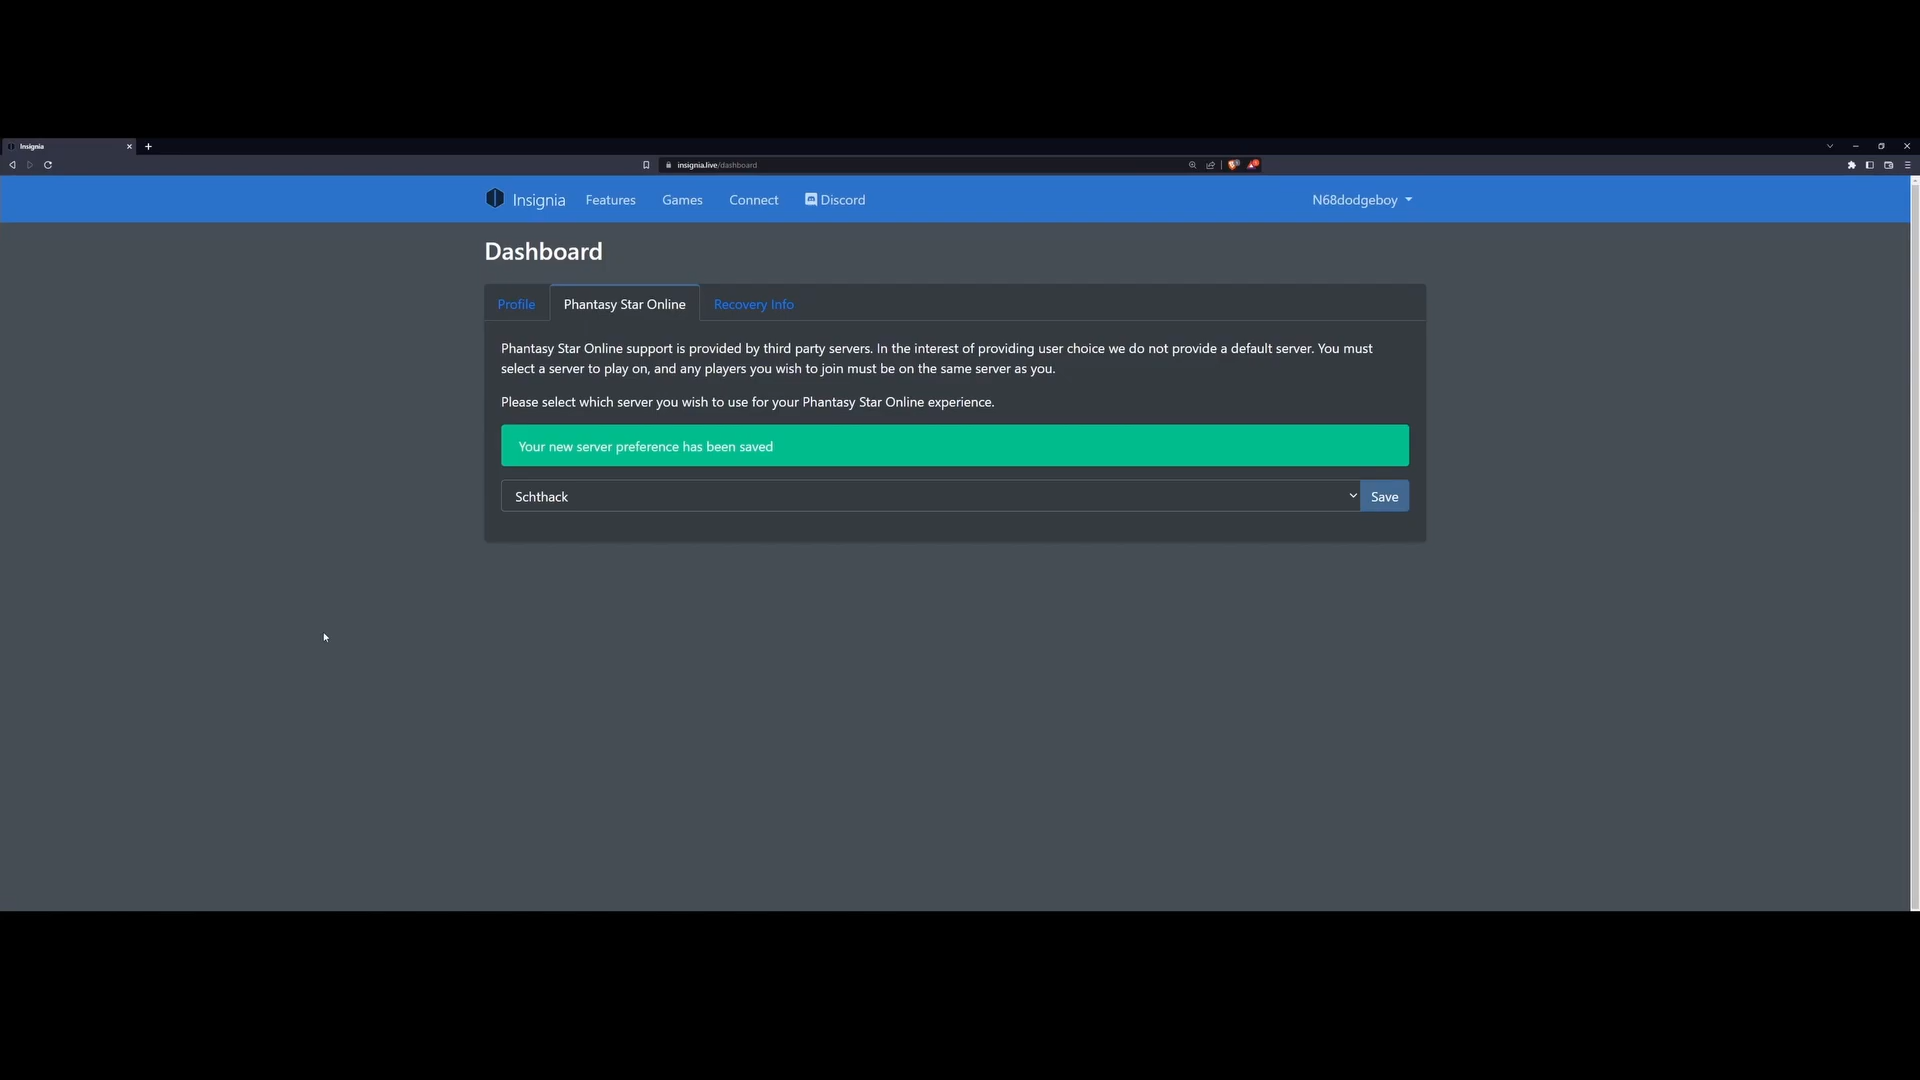 Insignia
insignia.live/dashboard
Insignia Features Games Connect Discord N68dodgeboy
Dashboard
Profile Phantasy Star Online Recovery Info
Phantasy Star Online support is provided by third party servers. In the interest of providing user choice we do not provide a default server. You must
select a server to play on, and any players you wish to join must be on the same server as you.
Please select which server you wish to use for your Phantasy Star Online experience.
Your new server preference has been saved
Schthack Save